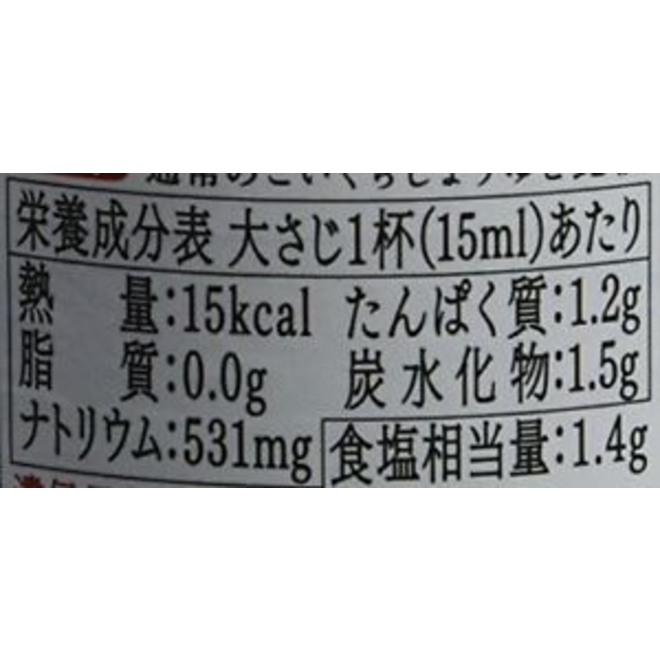 栄養成分表 大さじ1杯(15ml)あたり
熱 量:15kcal たんぱく質:1.2g
脂 質:0.0g 炭水化物:1.5g
ナトリウム:531mg 食塩相当量:1.4g